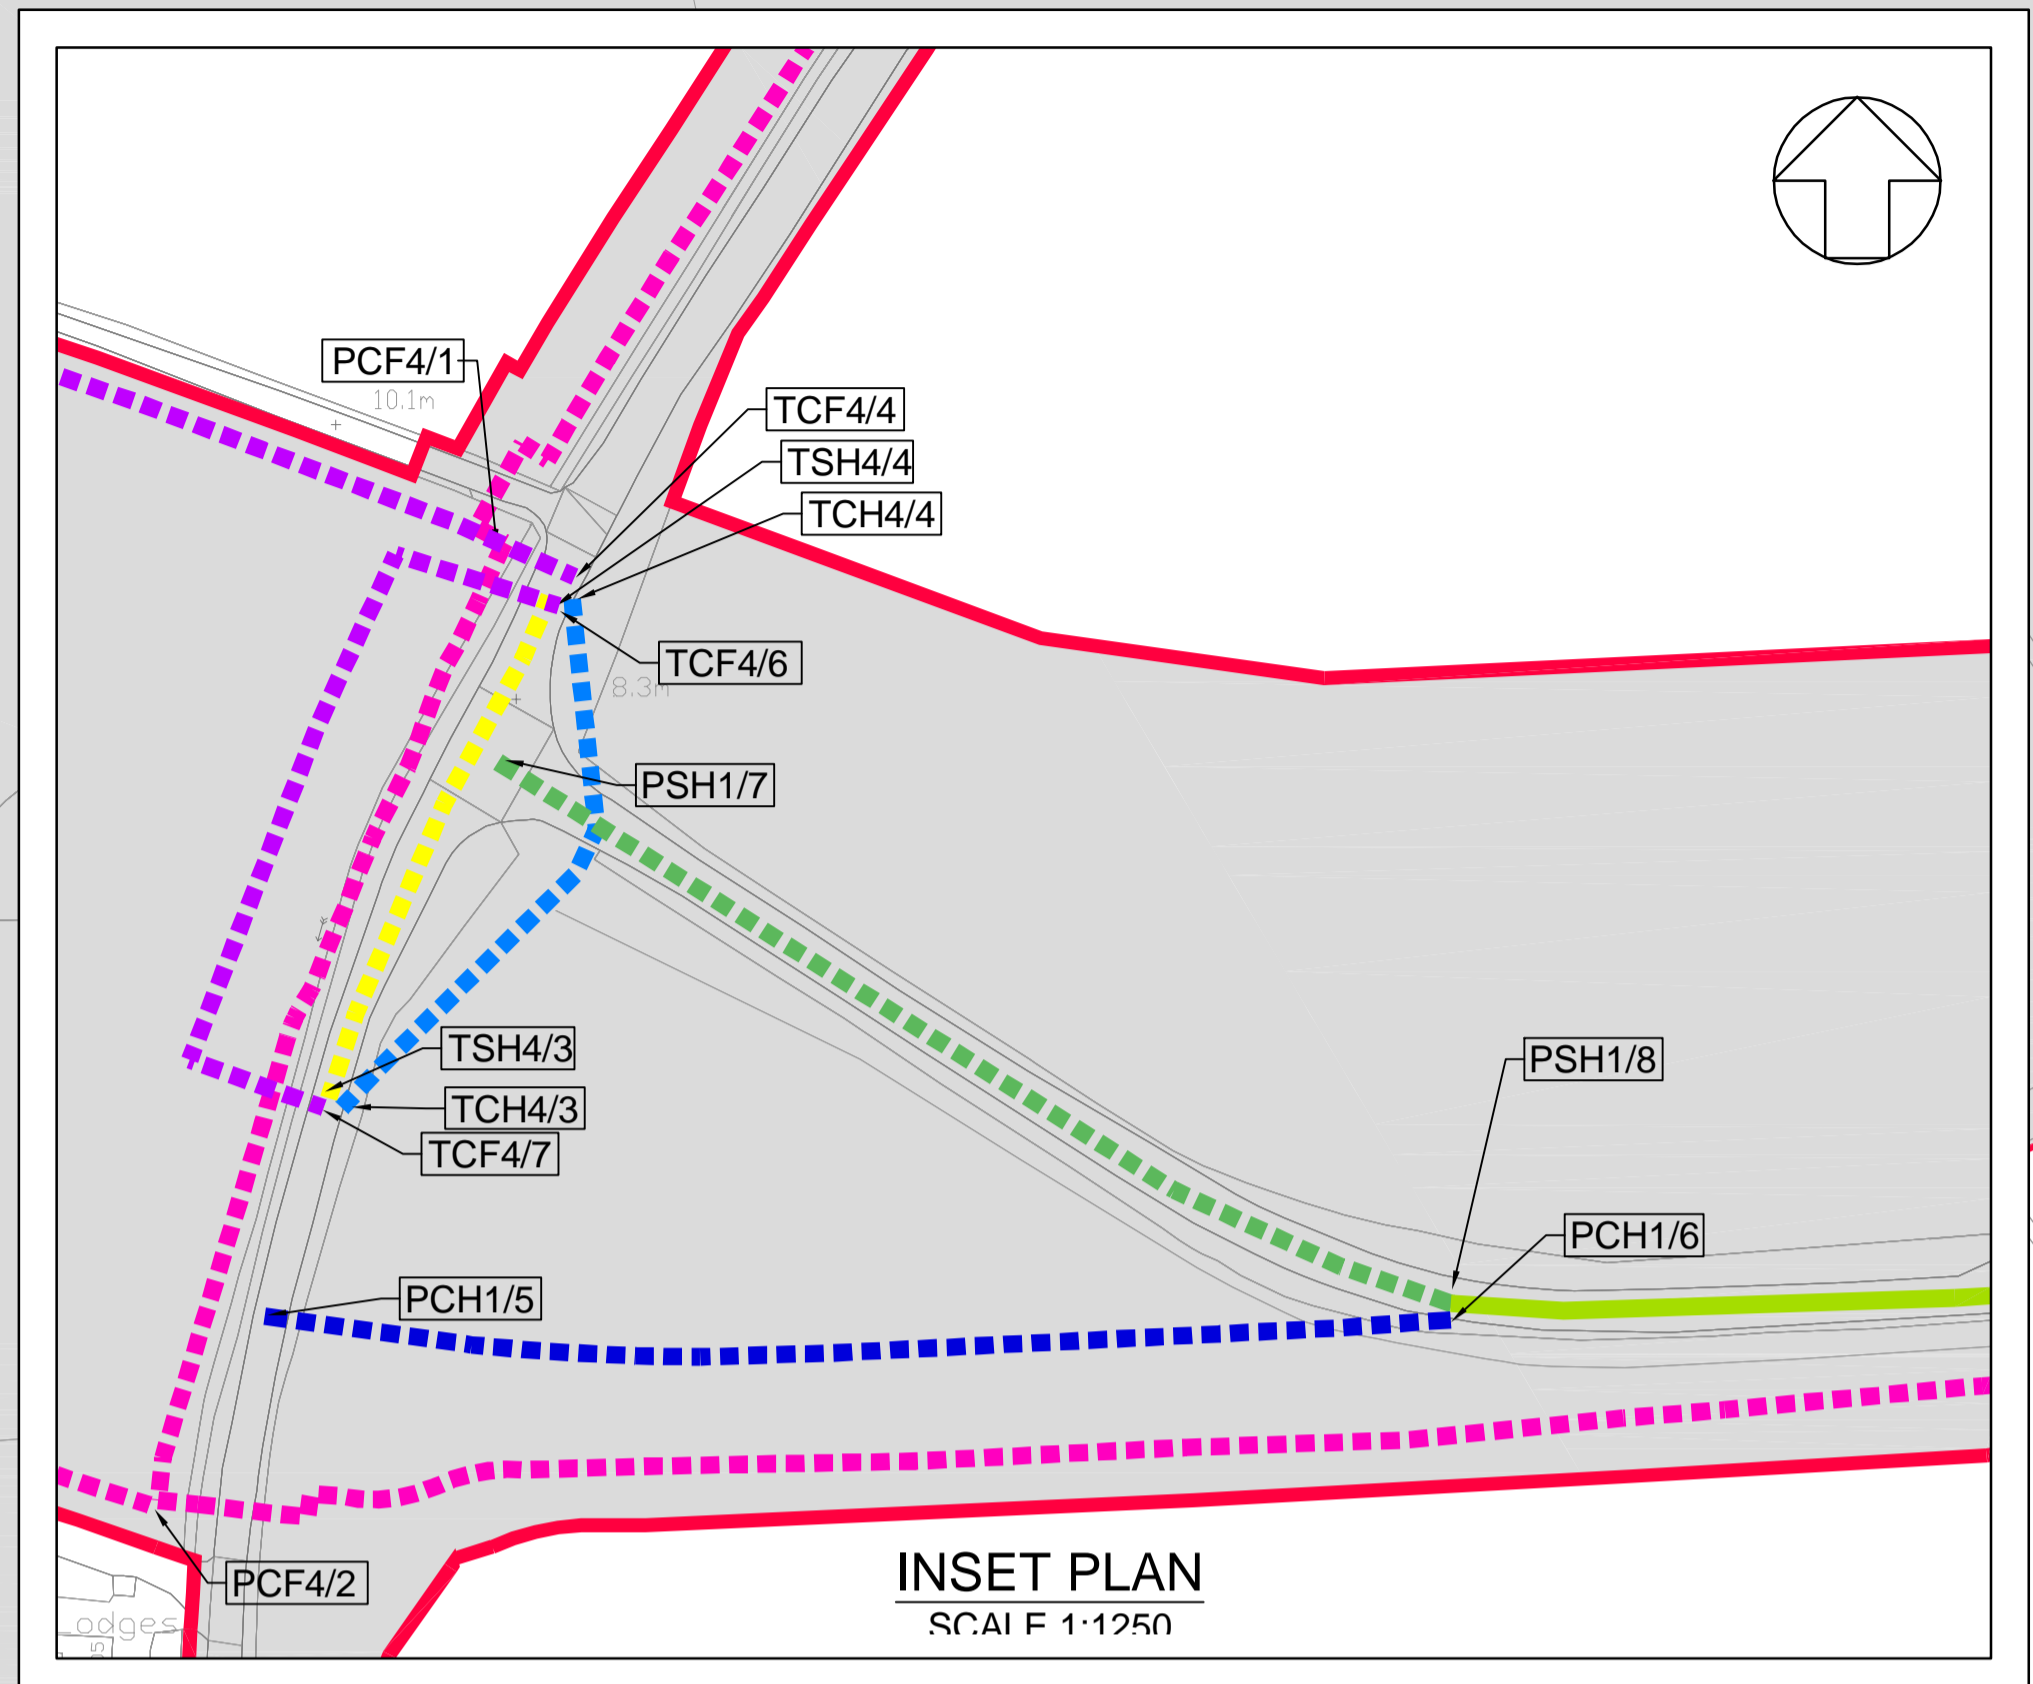 PCF4/1
10.1m
TCF4/4
TSH4/4
TCH4/4
TCF4/6
8.3m
PSH1/7
TSH4/3
PSH1/8
TCH4/3
TCF4/7
PCH1/6
PCH1/5
INSET PLAN
PCF4/2
SCALE 1:1250
odges